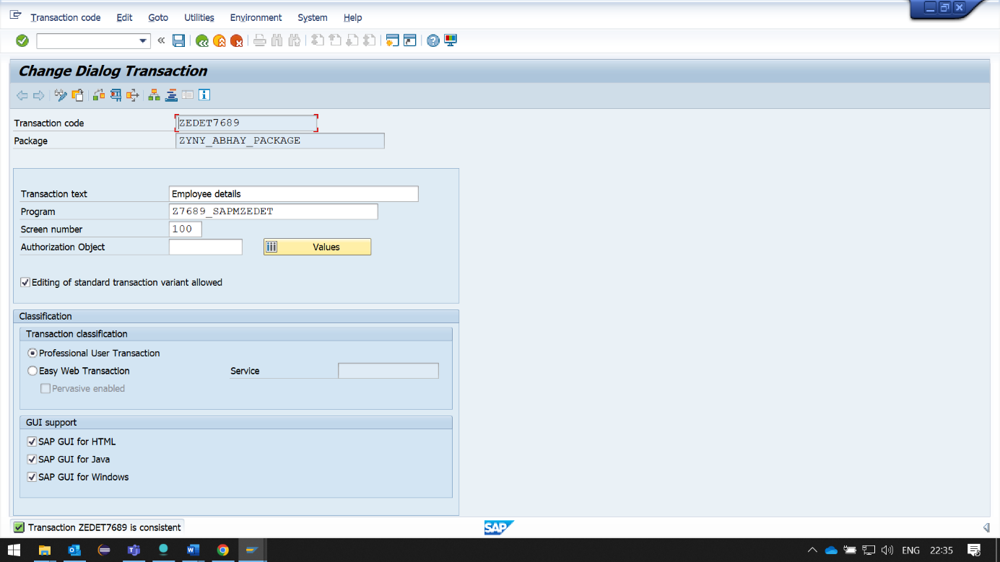 Transaction code Edit Goto Utilities Environment System Help
Change Dialog Transaction
Transaction code ZEDET7689
Package ZYNY_ABHAY_PACKAGE
Transaction text Employee details
Program Z7689_SAPMZEDET
Screen number 100
Authorization Object Values
Editing of standard transaction variant allowed
Classification
Transaction classification
Professional User Transaction
Easy Web Transaction Service
Pervasive enabled
GUI support
SAP GUI for HTML
SAP GUI for Java
SAP GUI for Windows
Transaction ZEDET7689 is consistent SAP
ENG 22:35